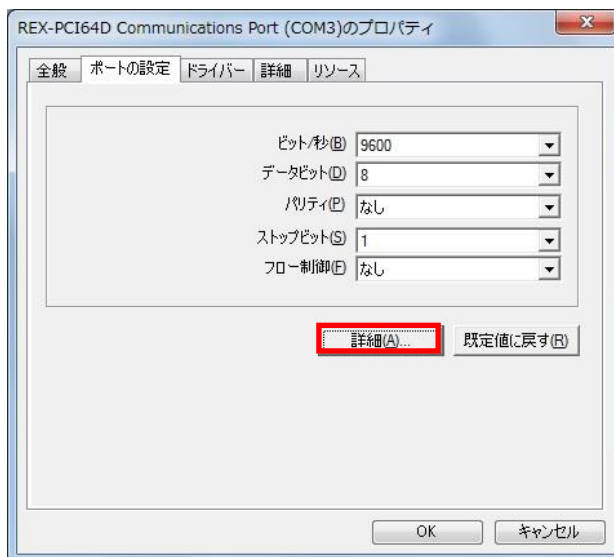 REX-PCI64D Communications Port (COM3)のプロパティ
全般 ポートの設定 ドライバー 詳細 リソース
ビット/秒(B) 9600
データビット(D) 8
パリティ(P) なし
ストップビット(S) 1
フロー制御(F) なし
詳細(A)... 既定値に戻す(R)
OK キャンセル